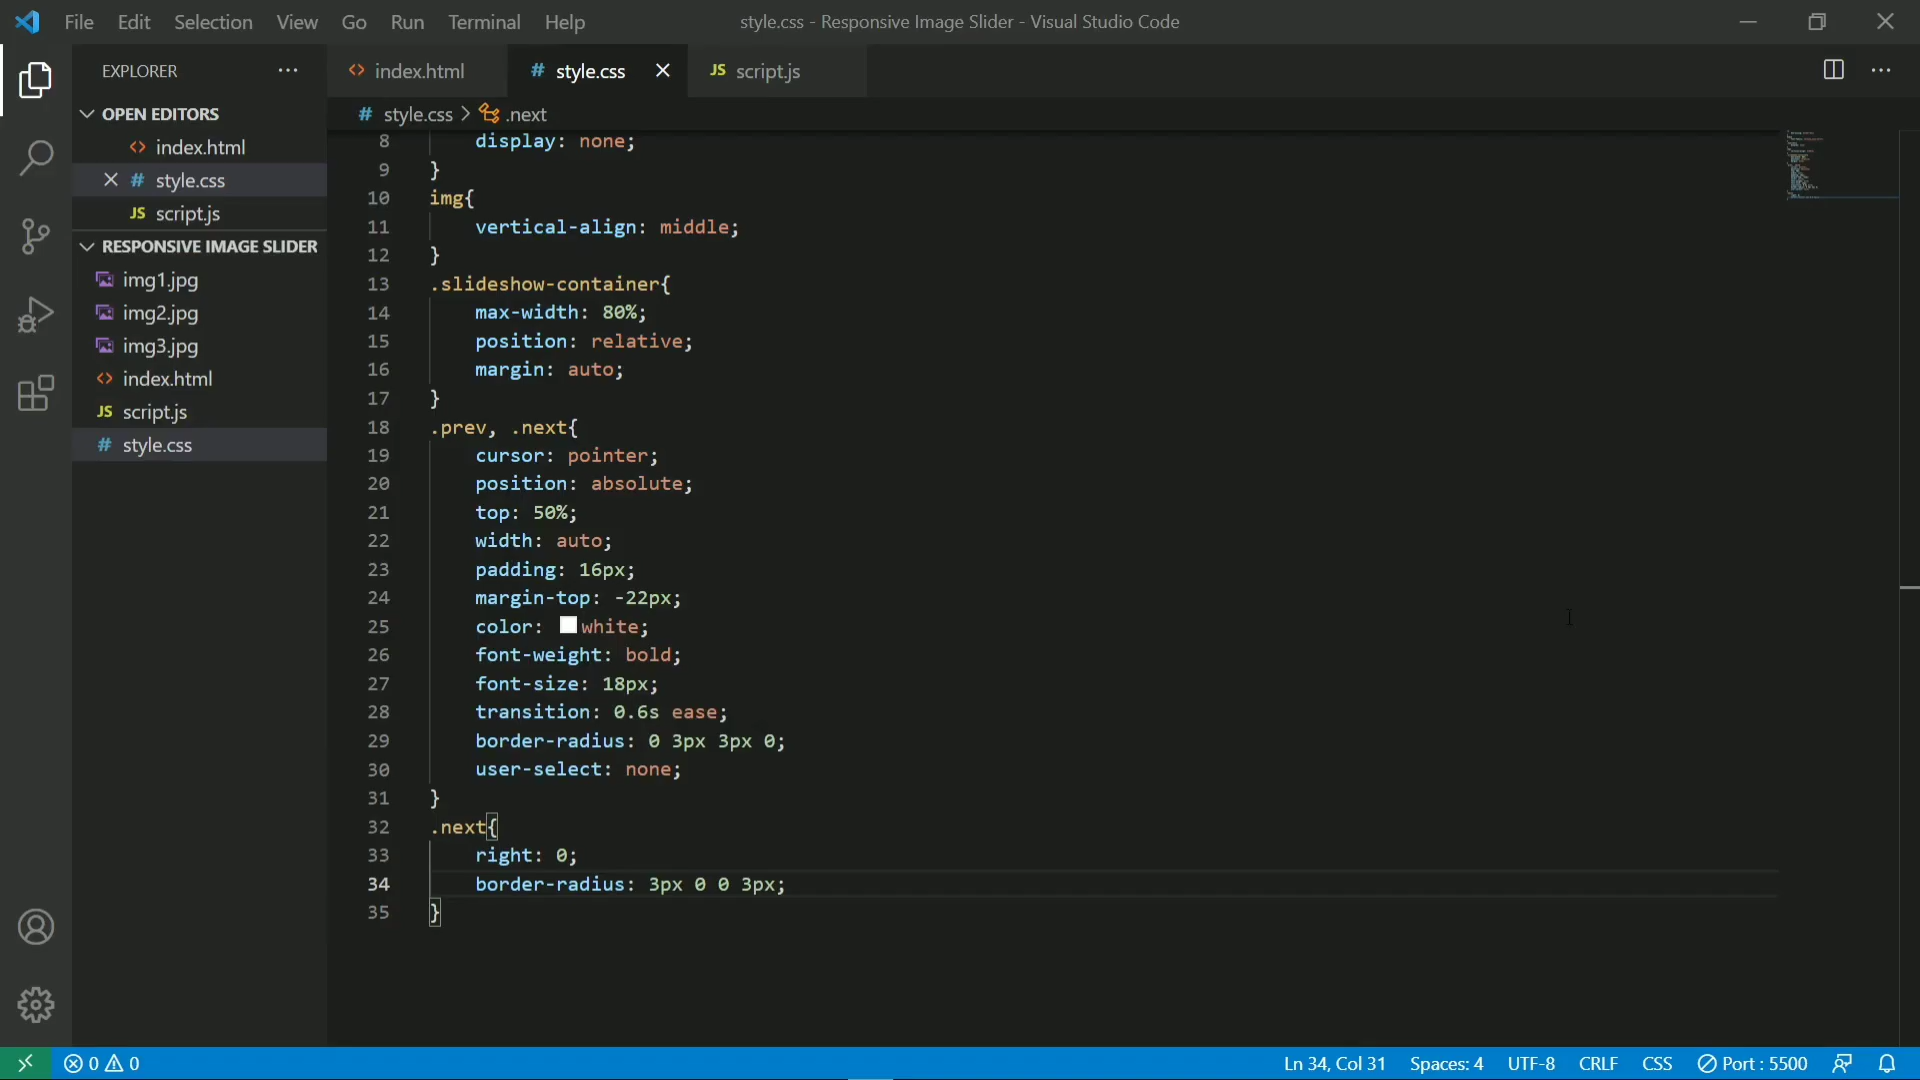 File Edit Selection View Go Run Terminal Help
style.css - Responsive Image Slider - Visual Studio Code
EXPLORER
OPEN EDITORS
<> index.html
# style.css
JS script.js
RESPONSIVE IMAGE SLIDER
img1.jpg
img2.jpg
img3.jpg
<> index.html
JS script.js
# style.css
<> index.html # style.css JS script.js
# style.css > .next
8 display: none;
9 }
10 img{
11 vertical-align: middle;
12 }
13 .slideshow-container{
14 max-width: 80%;
15 position: relative;
16 margin: auto;
17 }
18 .prev, .next{
19 cursor: pointer;
20 position: absolute;
21 top: 50%;
22 width: auto;
23 padding: 16px;
24 margin-top: -22px;
25 color: white;
26 font-weight: bold;
27 font-size: 18px;
28 transition: 0.6s ease;
29 border-radius: 0 3px 3px 0;
30 user-select: none;
31 }
32 .next{
33 right: 0;
34 border-radius: 3px 0 0 3px;
35 }
0 0 Ln 34, Col 31 Spaces: 4 UTF-8 CRLF CSS Port : 5500